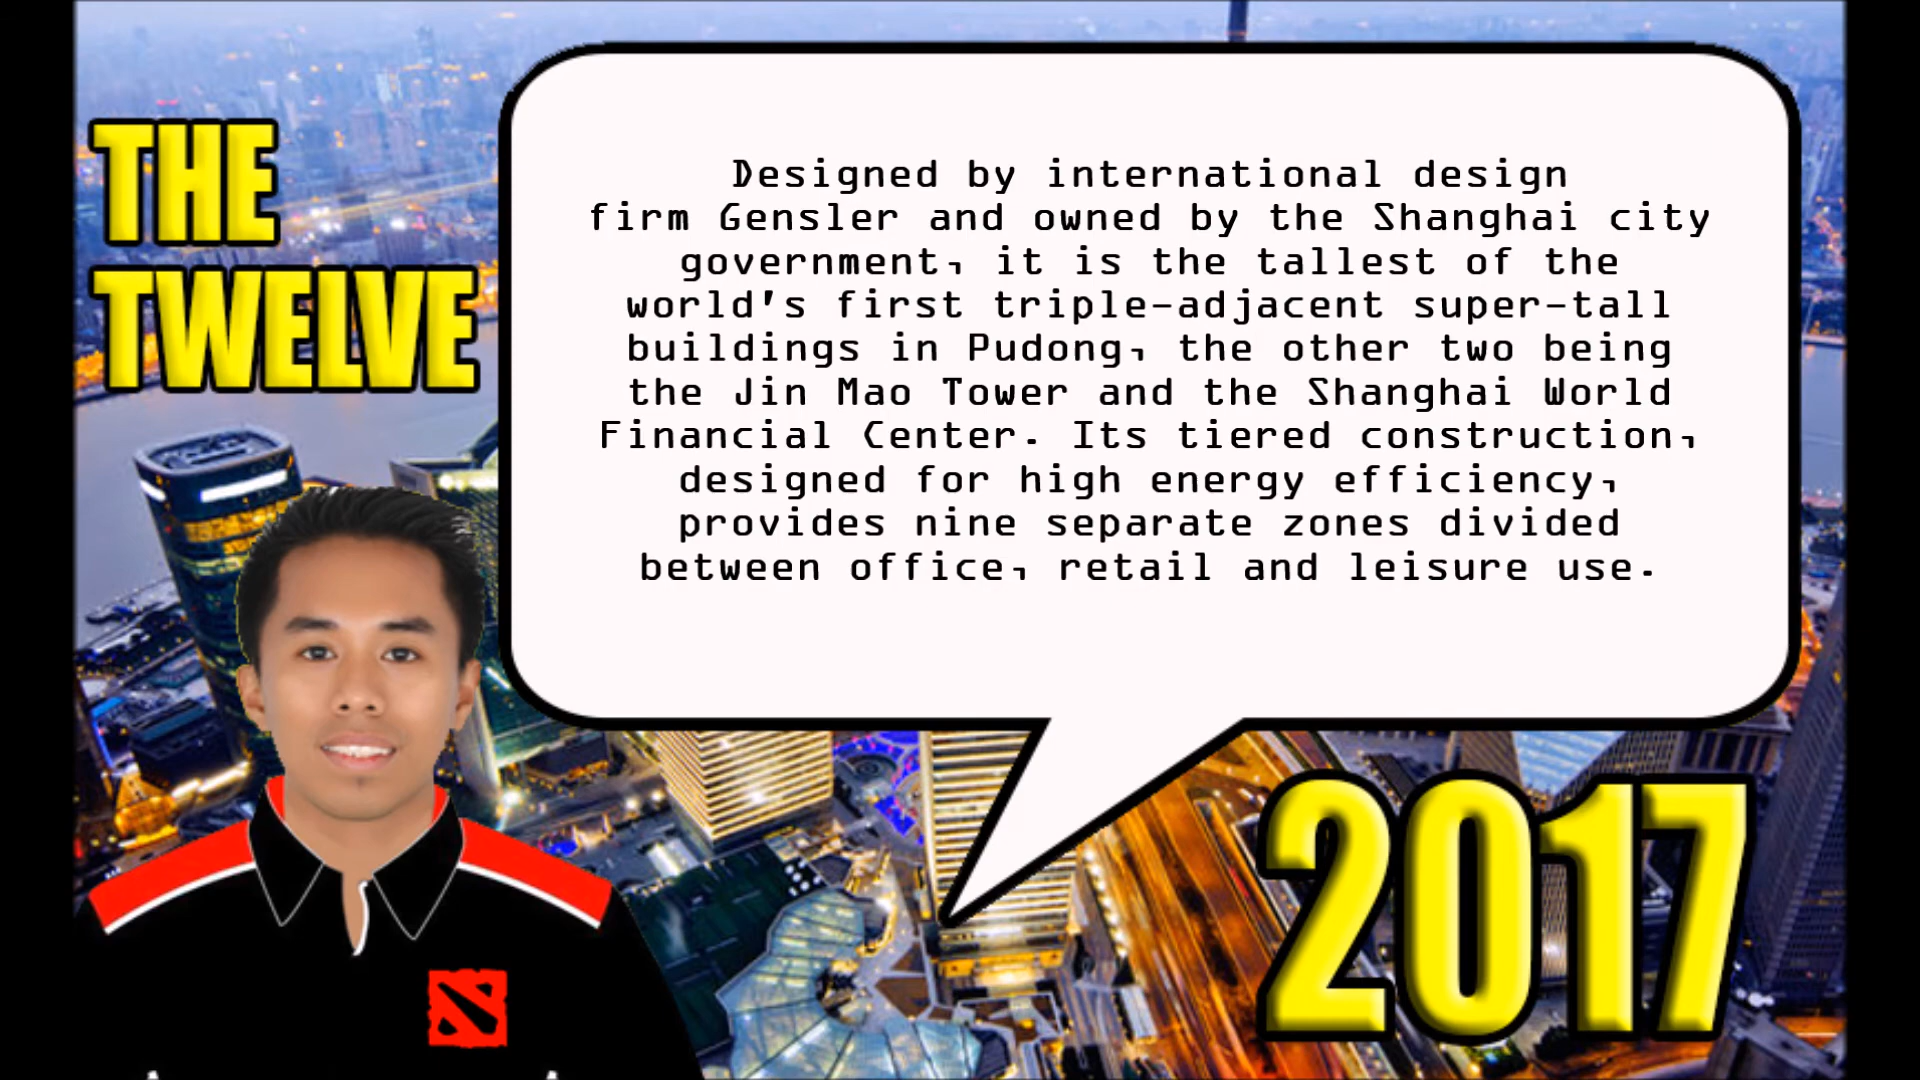 THE
TWELVE
Designed by international design
firm Gensler and owned by the Shanghai city
government, it is the tallest of the
world's first triple-adjacent super-tall
buildings in Pudong, the other two being
the Jin Mao Tower and the Shanghai World
Financial Center. Its tiered construction,
designed for high energy efficiency,
provides nine separate zones divided
between office, retail and leisure use.
2017